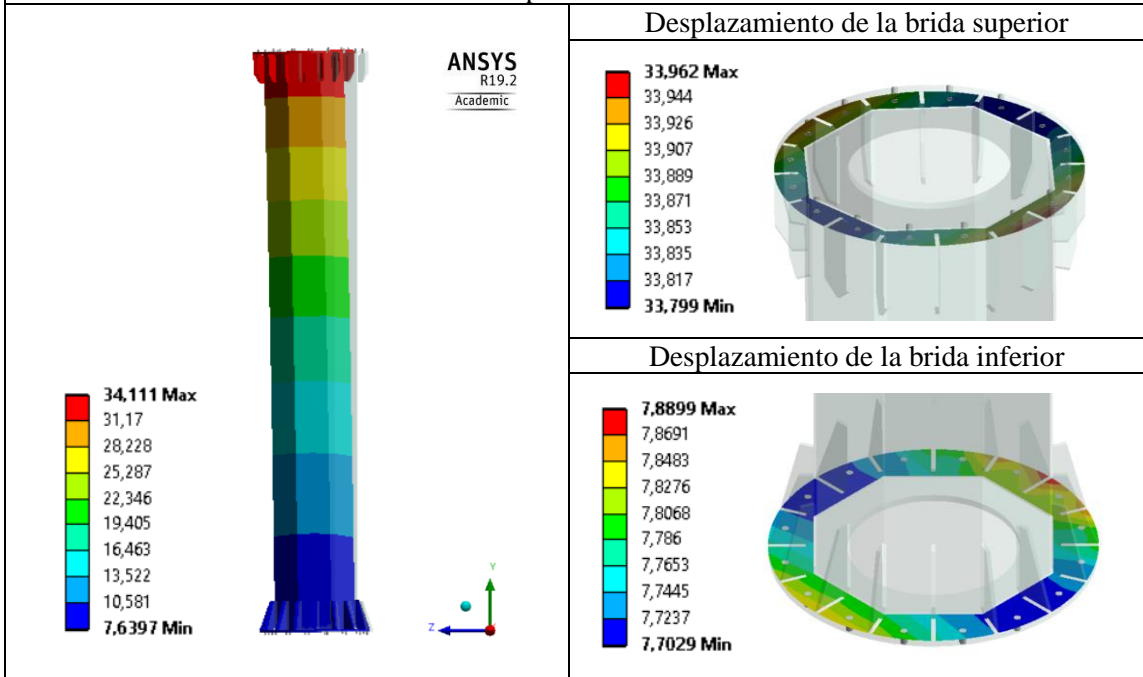 ANSYS
R19.2
Academic
34,111 Max
31,17
28,228
25,287
22,346
19,405
16,463
13,522
10,581
7,6397 Min
Y
Z
Desplazamiento de la brida superior
33,962 Max
33,944
33,926
33,907
33,889
33,871
33,853
33,835
33,817
33,799 Min
Desplazamiento de la brida inferior
7,8899 Max
7,8691
7,8483
7,8276
7,8068
7,786
7,7653
7,7445
7,7237
7,7029 Min